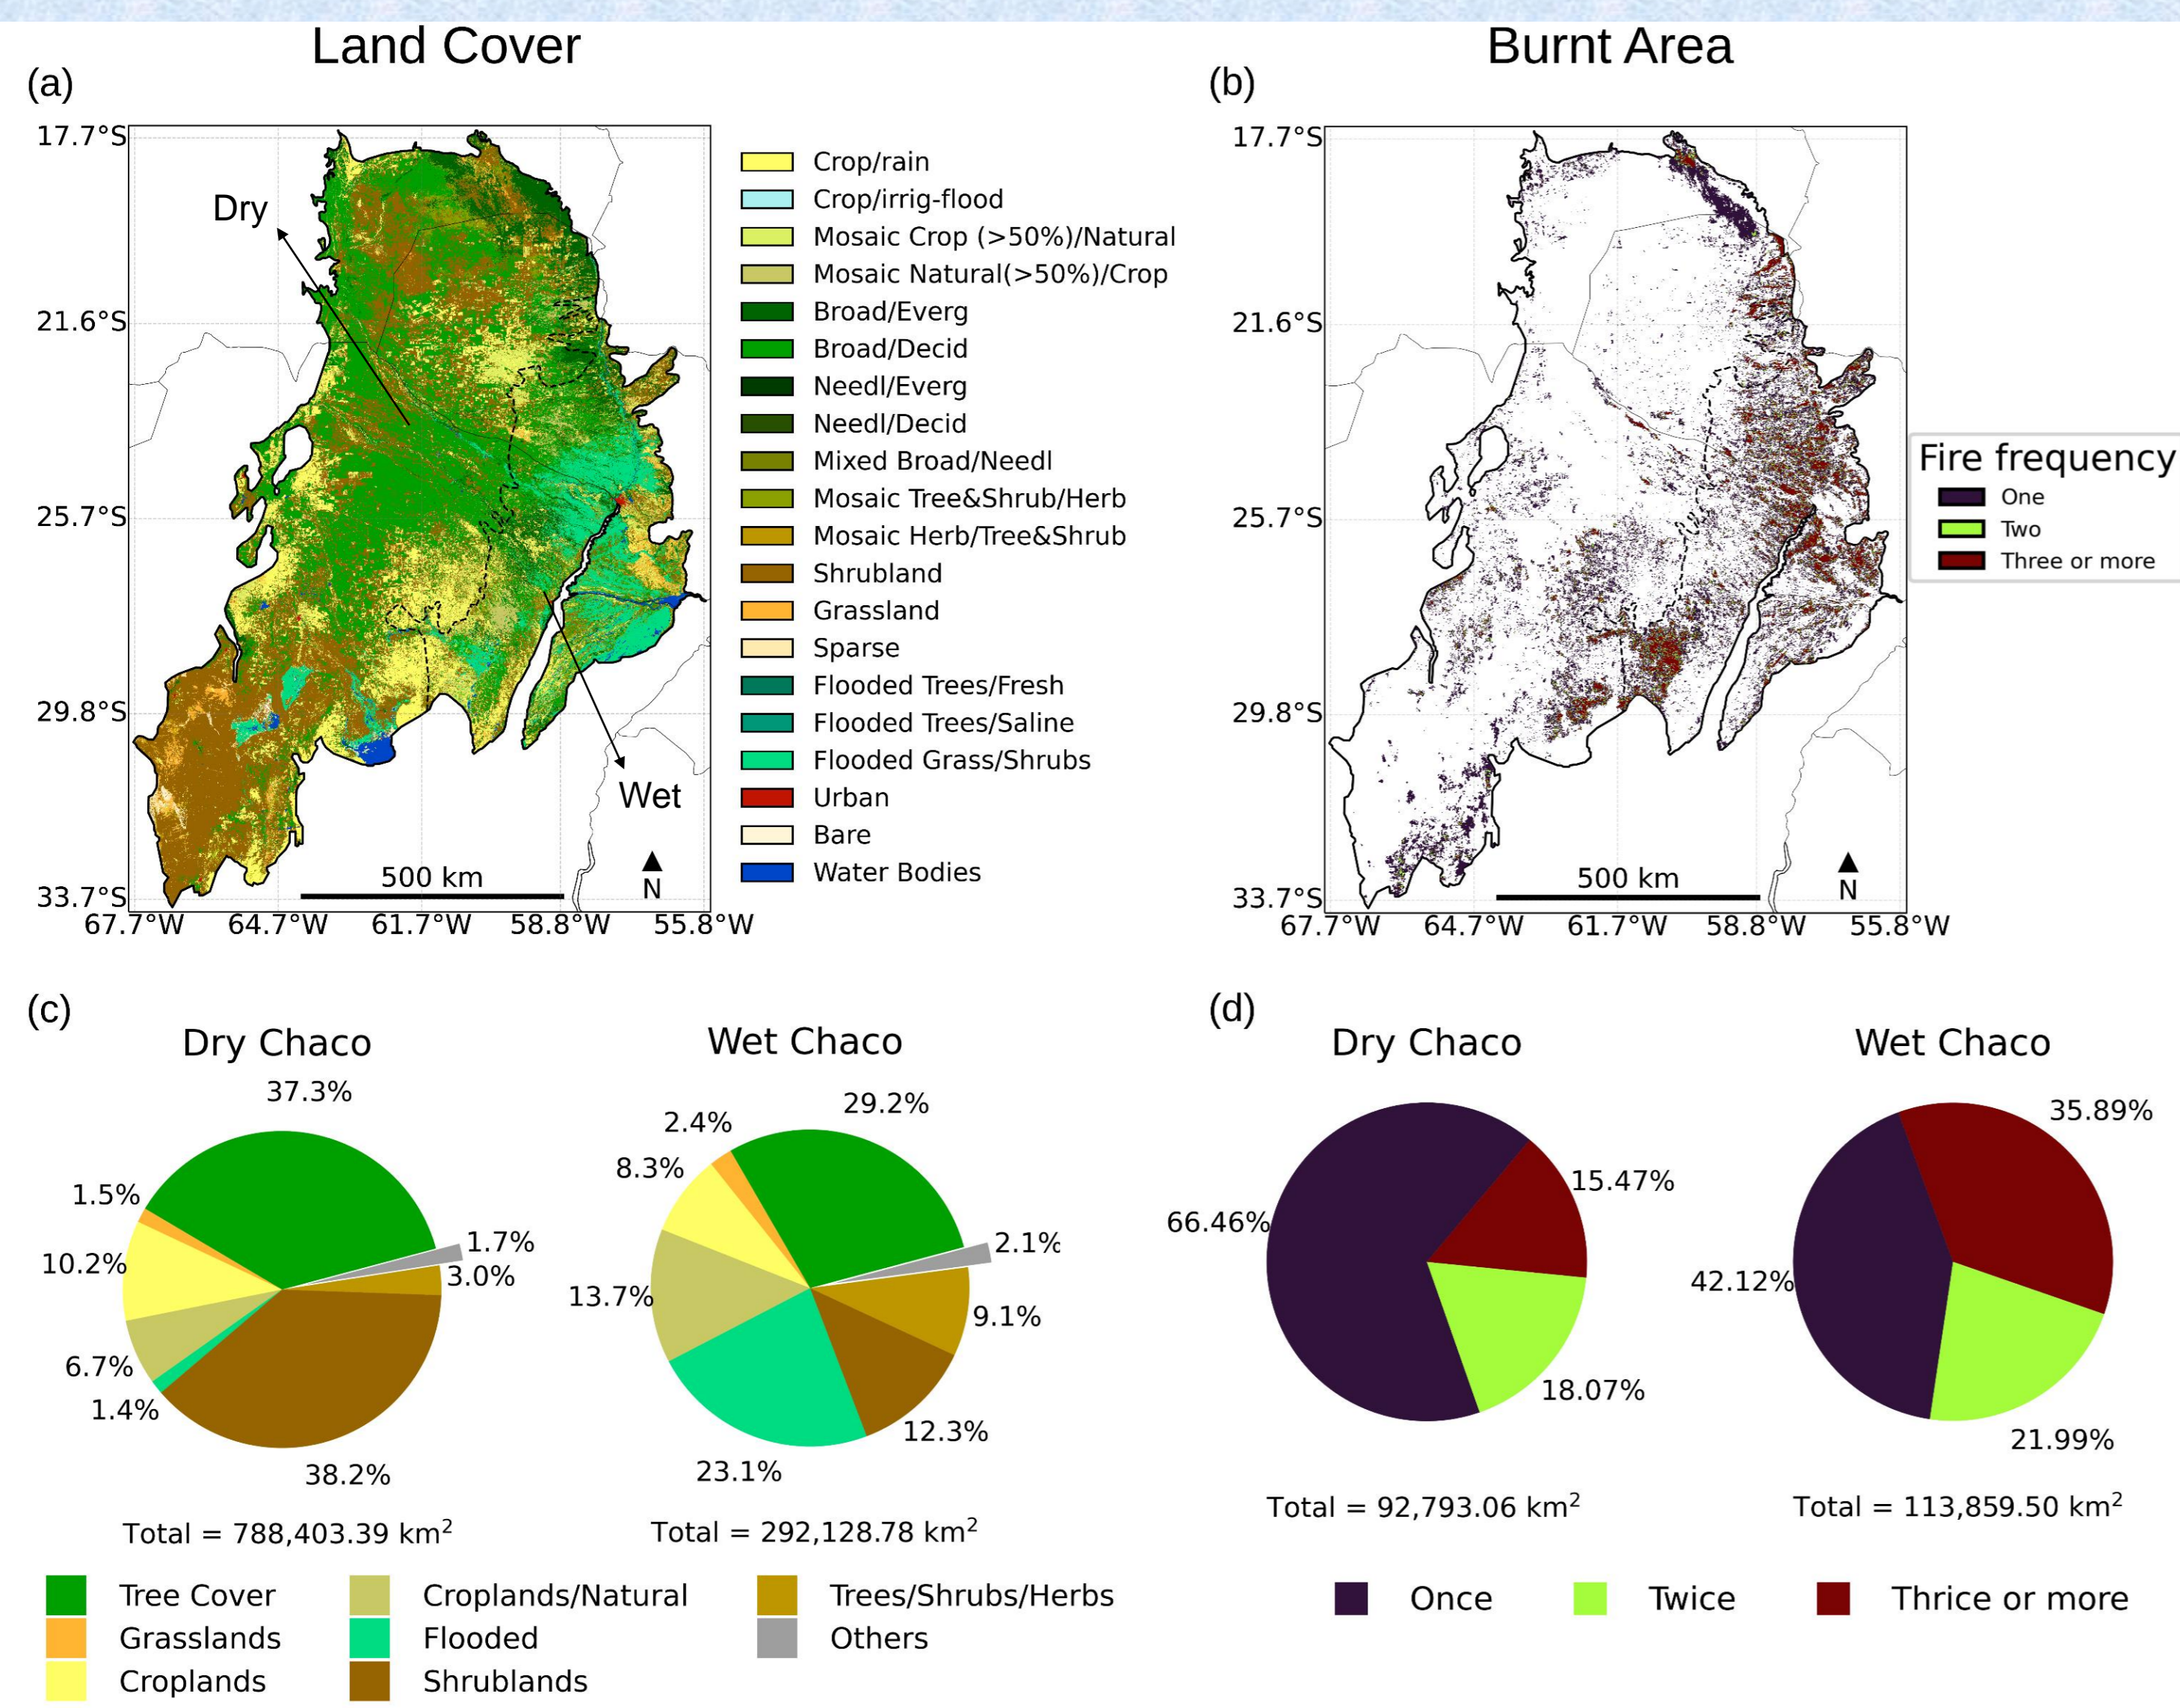 Land Cover
Burnt Area
(a)
17.7°S
21.6°S
25.7°S
29.8°S
33.7°S
67.7°W 64.7°W 61.7°W 58.8°W 55.8°W
Dry
Wet
500 km
N
Crop/rain
Crop/irrig-flood
Mosaic Crop (>50%)/Natural
Mosaic Natural(>50%)/Crop
Broad/Everg
Broad/Decid
Needl/Everg
Needl/Decid
Mixed Broad/Needl
Mosaic Tree&Shrub/Herb
Mosaic Herb/Tree&Shrub
Shrubland
Grassland
Sparse
Flooded Trees/Fresh
Flooded Trees/Saline
Flooded Grass/Shrubs
Urban
Bare
Water Bodies
(b)
17.7°S
21.6°S
25.7°S
29.8°S
33.7°S
67.7°W 64.7°W 61.7°W 58.8°W 55.8°W
500 km
N
Fire frequency
One
Two
Three or more
(c)
Dry Chaco
37.3%
1.5%
10.2%
6.7%
1.4%
38.2%
3.0%
1.7%
Total = 788,403.39 km²
Wet Chaco
29.2%
2.4%
8.3%
13.7%
23.1%
12.3%
9.1%
2.1%
Total = 292,128.78 km²
Tree Cover
Grasslands
Croplands
Croplands/Natural
Flooded
Shrublands
Trees/Shrubs/Herbs
Others
(d)
Dry Chaco
66.46%
15.47%
18.07%
Total = 92,793.06 km²
Wet Chaco
35.89%
42.12%
21.99%
Total = 113,859.50 km²
Once
Twice
Thrice or more